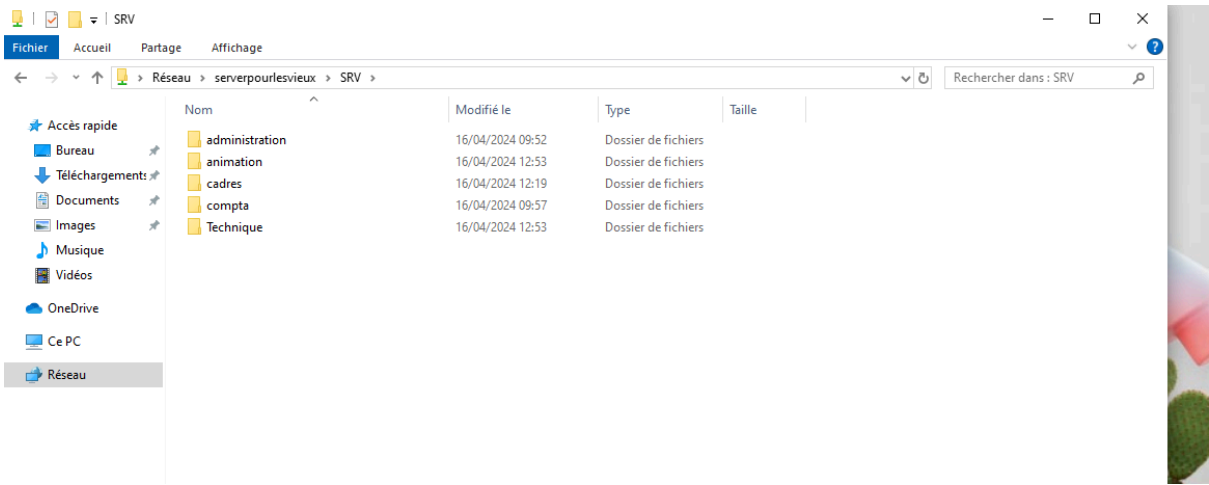 SRV
Fichier Accueil Partage Affichage
Réseau > serverpourlesvieux > SRV >
Rechercher dans : SRV
Nom Modifié le Type Taille
Accès rapide
Bureau
Téléchargements
Documents
Images
Musique
Vidéos
OneDrive
Ce PC
Réseau
administration 16/04/2024 09:52 Dossier de fichiers
animation 16/04/2024 12:53 Dossier de fichiers
cadres 16/04/2024 12:19 Dossier de fichiers
compta 16/04/2024 09:57 Dossier de fichiers
Technique 16/04/2024 12:53 Dossier de fichiers